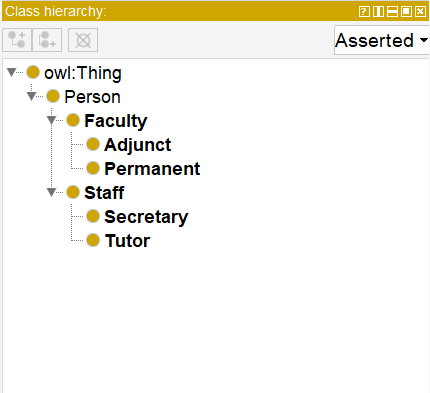 Class hierarchy:
Asserted
owl:Thing
Person
Faculty
Adjunct
Permanent
Staff
Secretary
Tutor